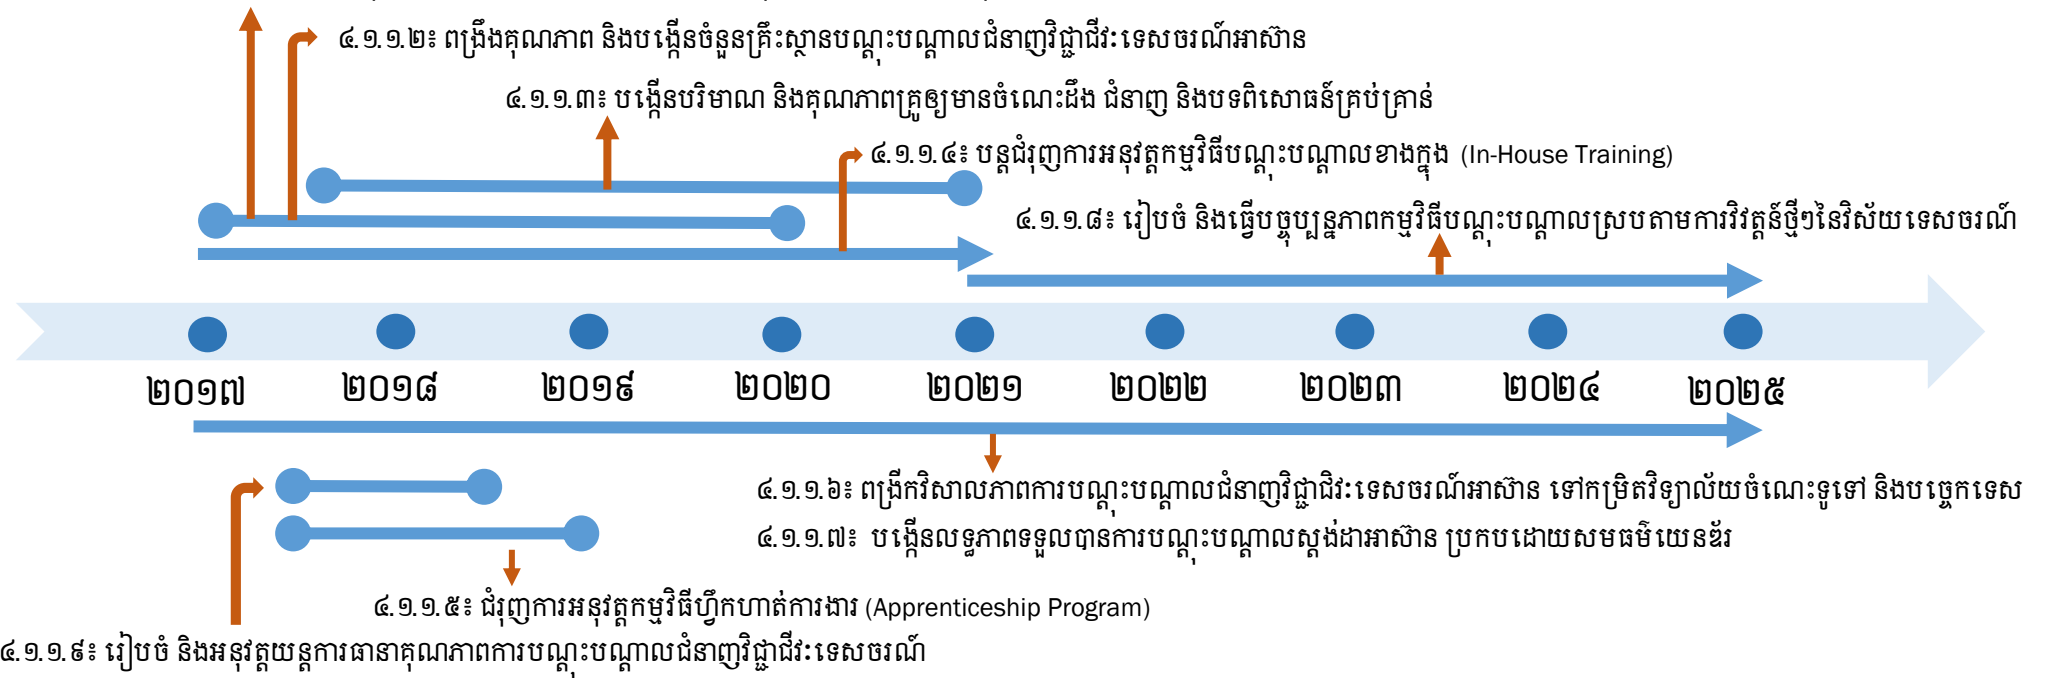 ៤.១.១.២៖ ពង្រឹងគុណភាព និងបង្កើនចំនួនគ្រឹះស្ថានបណ្តុះបណ្តាលជំនាញវិជ្ជាជីវ:ទេសចរណ៍អាស៊ាន
៤.១.១.៣៖ បង្កើនបរិមាណ និងគុណភាពគ្រូឲ្យមានចំណេះដឹង ជំនាញ និងបទពិសោធន៍គ្រប់គ្រាន់
៤.១.១.៤៖ បន្តជំរុញការអនុវត្តកម្មវិធីបណ្តុះបណ្តាលខាងក្នុង (In-House Training)
៤.១.១.៨៖ រៀបចំ និងធ្វើបច្ចុប្បន្នភាពកម្មវិធីបណ្តុះបណ្តាលស្របតាមការវិវត្តន៍ថ្មីៗនៃវិស័យទេសចរណ៍
២០១៧ ២០១៨ ២០១៩ ២០២០ ២០២១ ២០២២ ២០២៣ ២០២៤ ២០២៥
៤.១.១.៦៖ ពង្រីកវិសាលភាពការបណ្តុះបណ្តាលជំនាញវិជ្ជាជិវ:ទេសចរណ៍អាស៊ាន ទៅកម្រិតវិទ្យាល័យចំណេះទូទៅ និងបច្ចេកទេស
៤.១.១.៧៖ បង្កើនលទ្ធភាពទទួលបានការបណ្តុះបណ្តាលស្តង់ដាអាស៊ាន ប្រកបដោយសមធម៌យេនឌ័រ
៤.១.១.៥៖ ជំរុញការអនុវត្តកម្មវិធីហ្វឹកហាត់ការងារ (Apprenticeship Program)
៤.១.១.៩៖ រៀបចំ និងអនុវត្តយន្តការធានាគុណភាពការបណ្តុះបណ្តាលជំនាញវិជ្ជាជីវ:ទេសចរណ៍